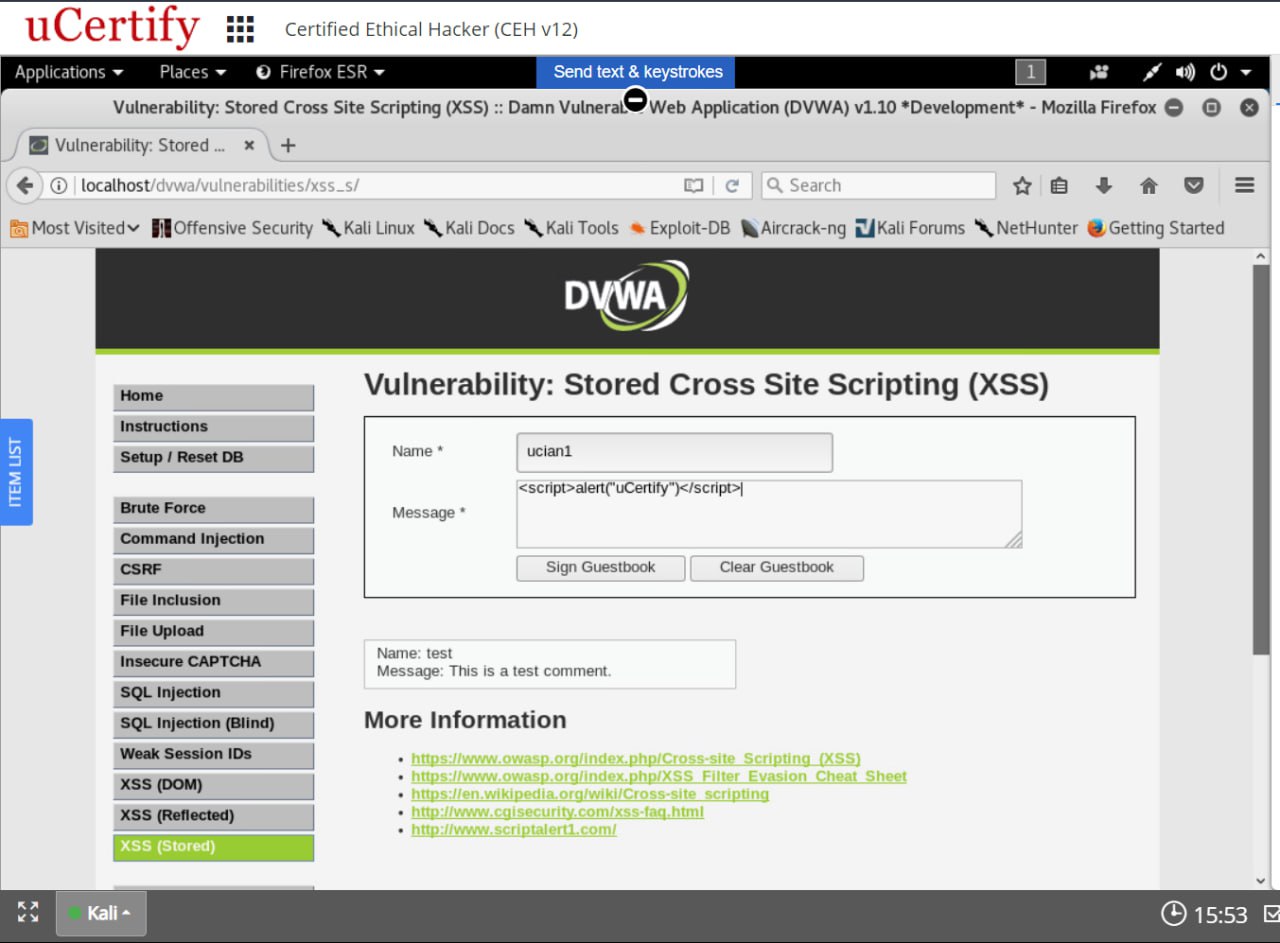 uCertify Certified Ethical Hacker (CEH v12)
Applications Places Firefox ESR Send text & keystrokes 1
Vulnerability: Stored Cross Site Scripting (XSS) :: Damn Vulnerab Web Application (DVWA) v1.10 *Development* - Mozilla Firefox
Vulnerability: Stored ...
localhost/dvwa/vulnerabilities/xss_s/ Search
Most Visited Offensive Security Kali Linux Kali Docs Kali Tools Exploit-DB Aircrack-ng Kali Forums NetHunter Getting Started
DVWA
ITEM LIST
Home
Instructions
Setup / Reset DB
Brute Force
Command Injection
CSRF
File Inclusion
File Upload
Insecure CAPTCHA
SQL Injection
SQL Injection (Blind)
Weak Session IDs
XSS (DOM)
XSS (Reflected)
XSS (Stored)
Vulnerability: Stored Cross Site Scripting (XSS)
Name * ucian1
Message * <script>alert("uCertify")</script>
Sign Guestbook Clear Guestbook
Name: test
Message: This is a test comment.
More Information
https://www.owasp.org/index.php/Cross-site_Scripting_(XSS)
https://www.owasp.org/index.php/XSS_Filter_Evasion_Cheat_Sheet
https://en.wikipedia.org/wiki/Cross-site_scripting
http://www.cgisecurity.com/xss-faq.html
http://www.scriptalert1.com/
Kali 15:53